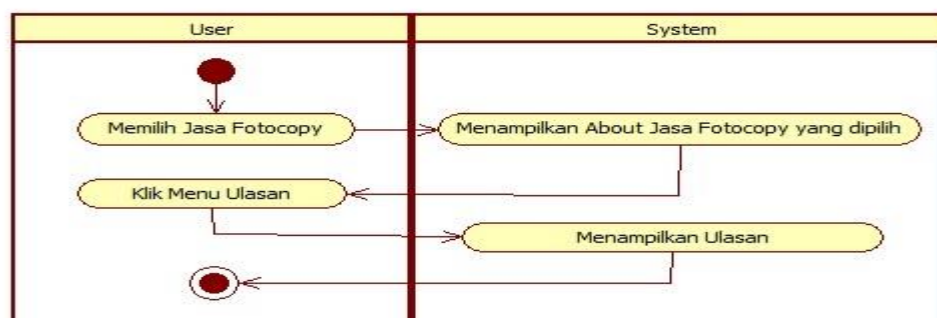 User
System
Memilih Jasa Fotocopy
Menampilkan About Jasa Fotocopy yang dipilih
Klik Menu Ulasan
Menampilkan Ulasan